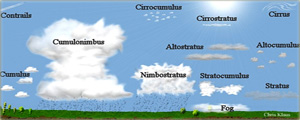 Contrails
Cirrocumulus
Cirrostratus
Cirrus
Cumulonimbus
Altostratus
Altocumulus
Cumulus
Nimbostratus
Stratocumulus
Stratus
Fog